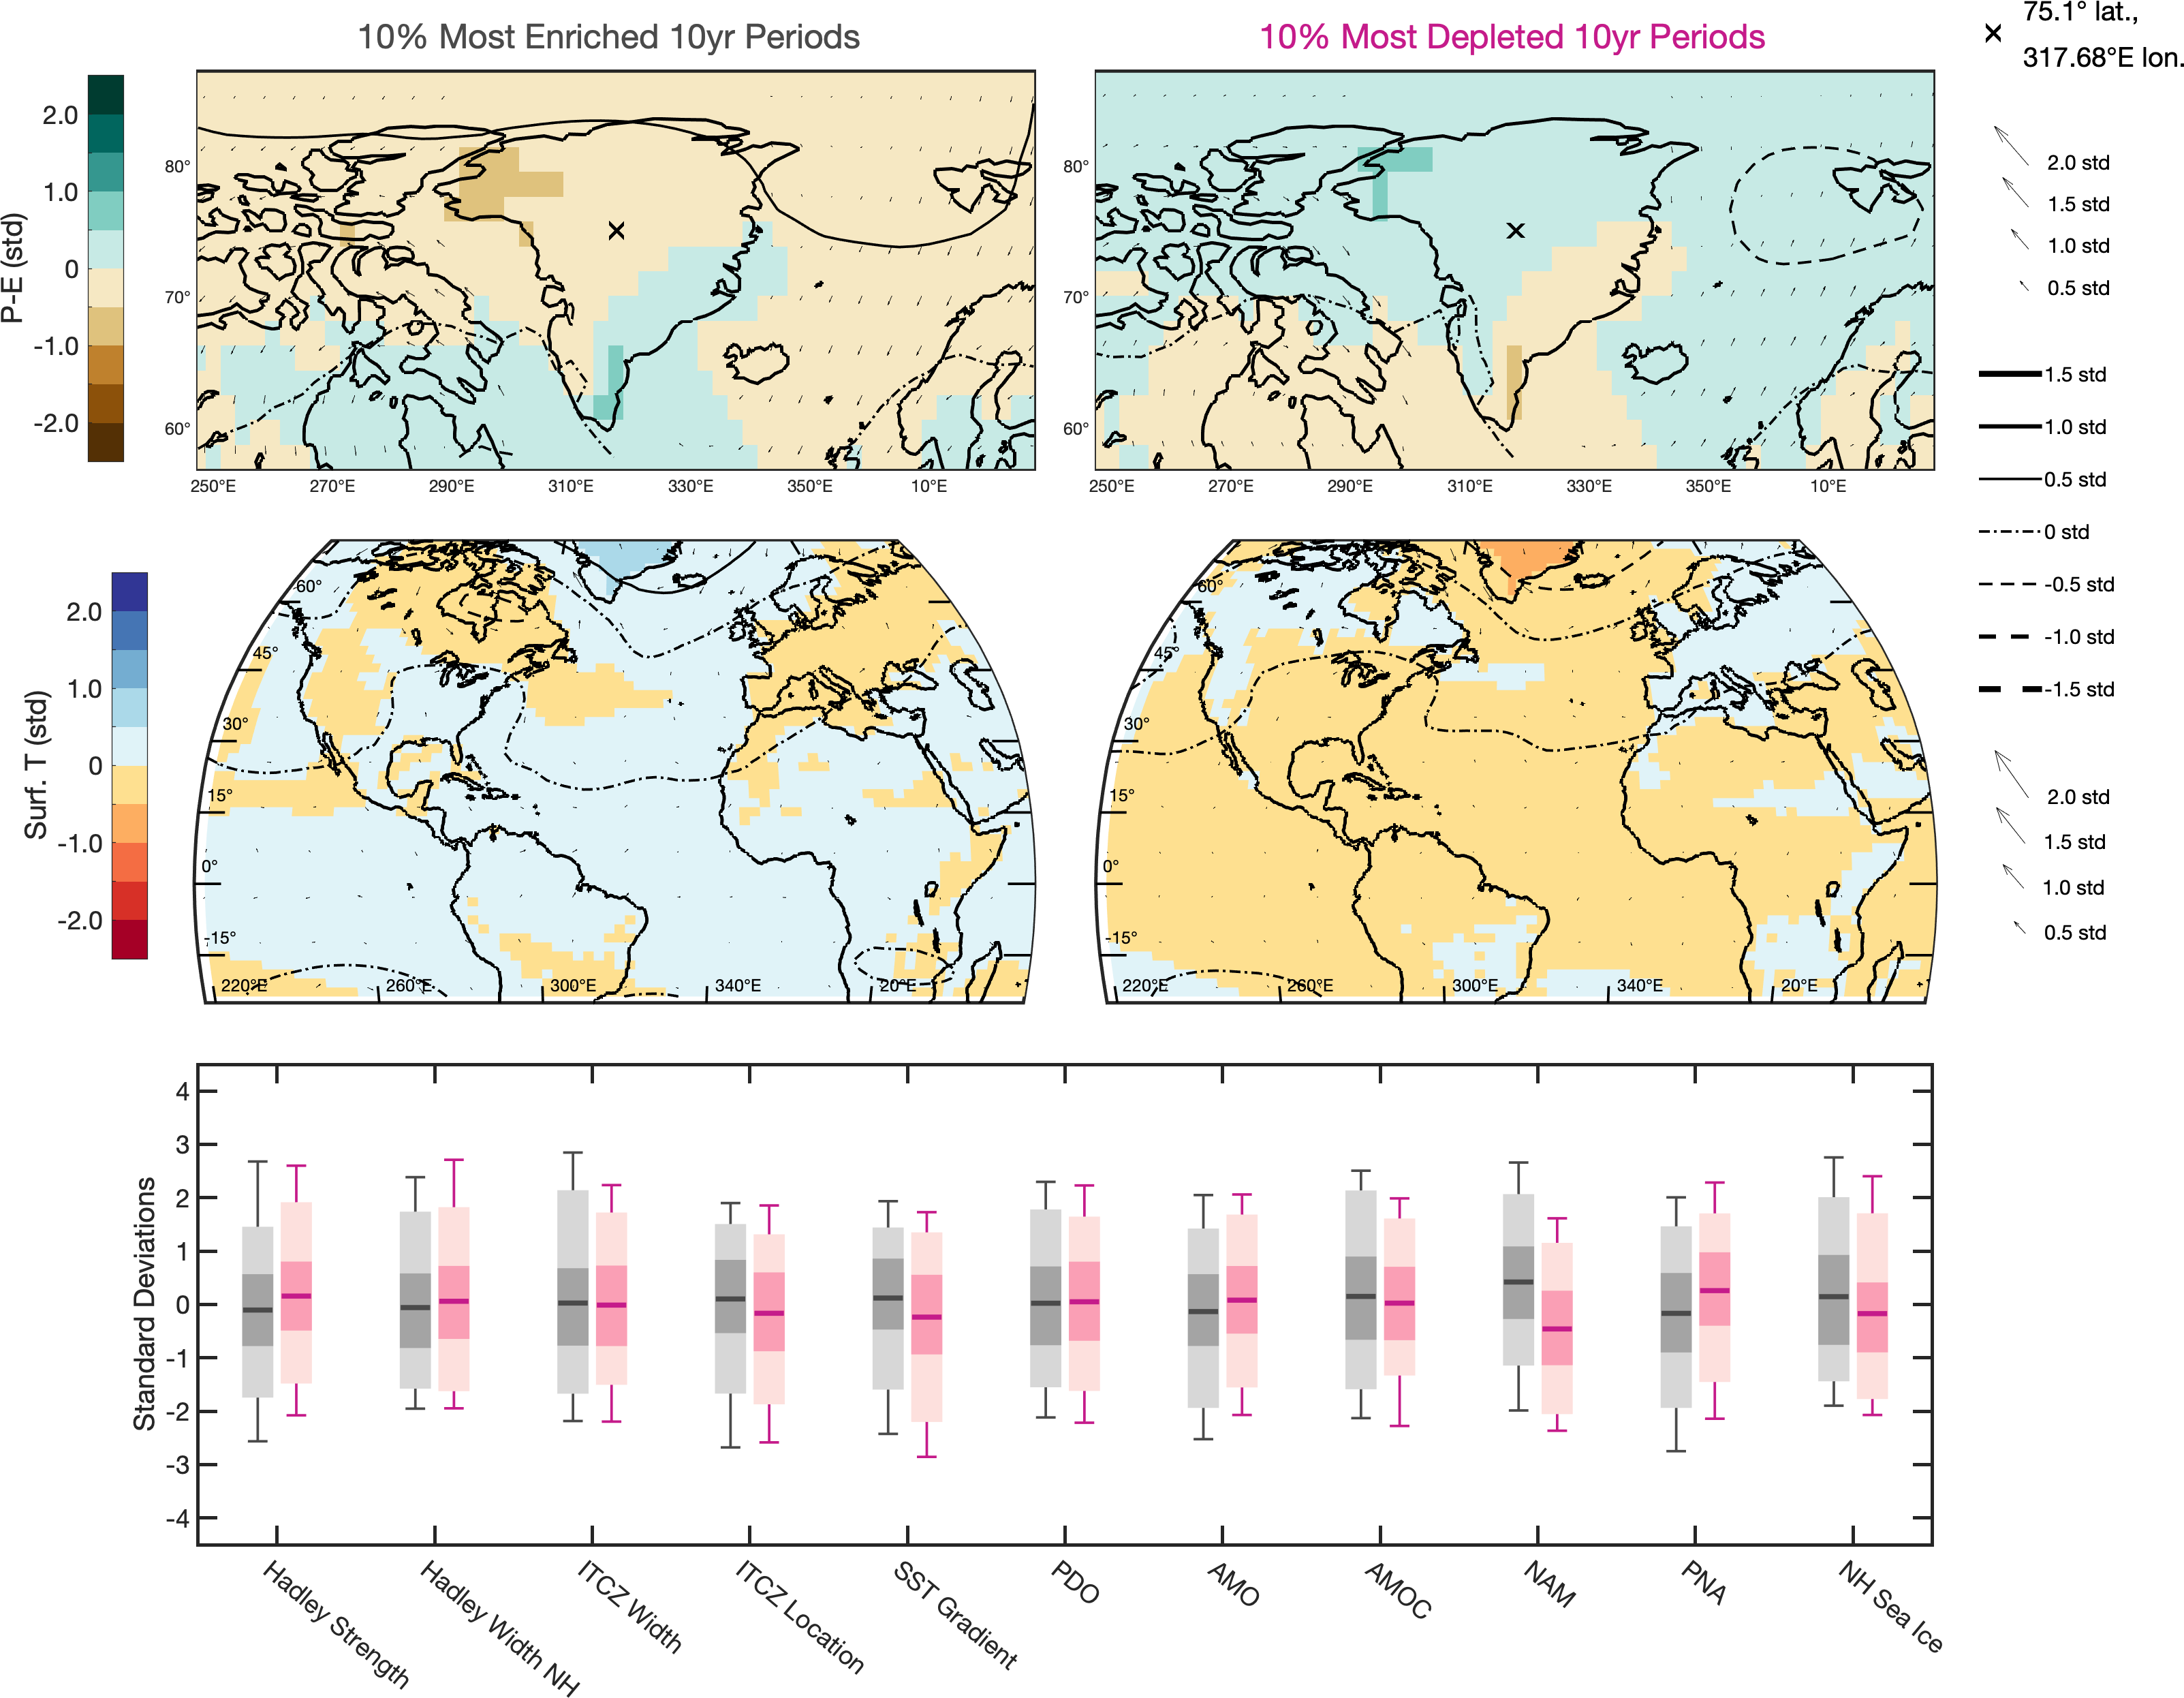 10% Most Enriched 10yr Periods
10% Most Depleted 10yr Periods
75.1° lat.,
317.68°E lon.
P-E (std)
2.0
1.0
0
-1.0
-2.0
80°
70°
60°
250°E 270°E 290°E 310°E 330°E 350°E 10°E
80°
70°
60°
250°E 270°E 290°E 310°E 330°E 350°E 10°E
2.0 std
1.5 std
1.0 std
0.5 std
1.5 std
1.0 std
0.5 std
0 std
-0.5 std
-1.0 std
-1.5 std
Surf. T (std)
2.0
1.0
0
-1.0
-2.0
60°
45°
30°
15°
0°
-15°
220°E 260°E 300°E 340°E 20°E
60°
45°
30°
15°
0°
-15°
220°E 260°E 300°E 340°E 20°E
2.0 std
1.5 std
1.0 std
0.5 std
Standard Deviations
4
3
2
1
0
-1
-2
-3
-4
Hadley Strength
Hadley Width NH
ITCZ Width
ITCZ Location
SST Gradient
PDO
AMO
AMOC
NAM
PNA
NH Sea Ice